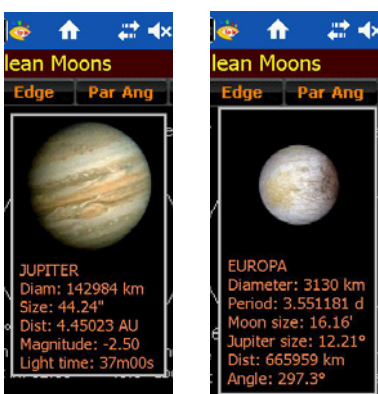 lean Moons
Edge
Par Ang
JUPITER
Diam: 142984 km
Size: 44.24"
Dist: 4.45023 AU
Magnitude: -2.50
Light time: 37m00s
lean Moons
Edge
Par Ang
EUROPA
Diameter: 3130 km
Period: 3.551181 d
Moon size: 16.16'
Jupiter size: 12.21°
Dist: 665959 km
Angle: 297.3°